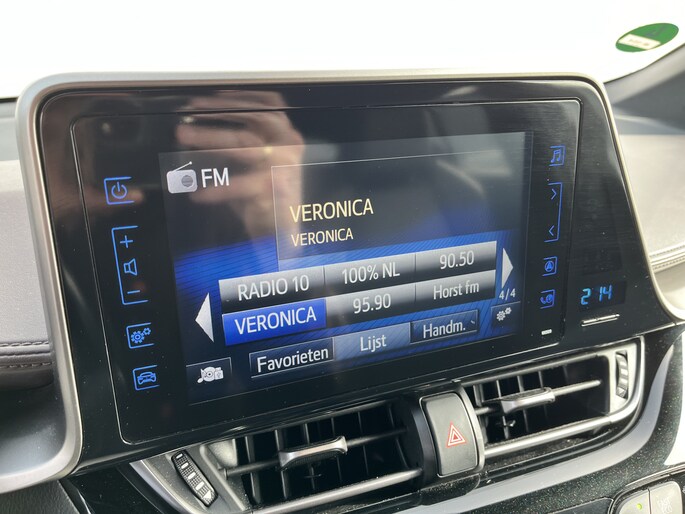 FM
VERONICA
VERONICA
RADIO 10 100% NL 90.50
VERONICA 95.90 Horst fm
4/4
Favorieten Lijst Handm.
2:14